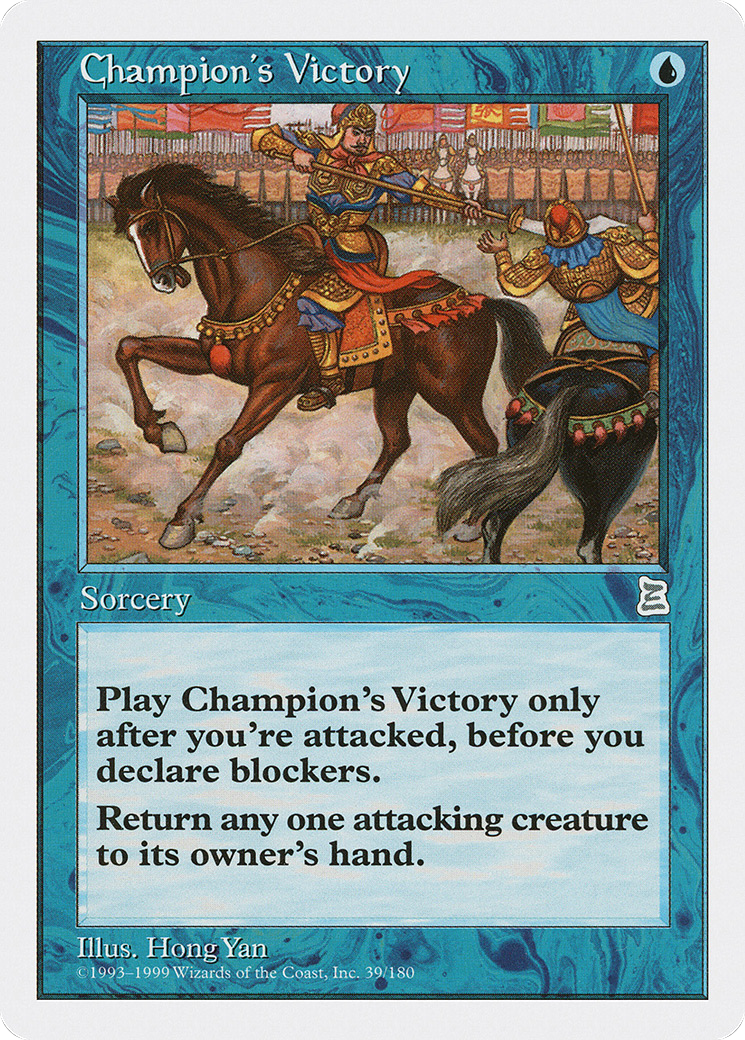 Champion's Victory
Sorcery
Play Champion's Victory only
after you're attacked, before you
declare blockers.
Return any one attacking creature
to its owner's hand.
Illus. Hong Yan
©1993–1999 Wizards of the Coast, Inc. 39/180